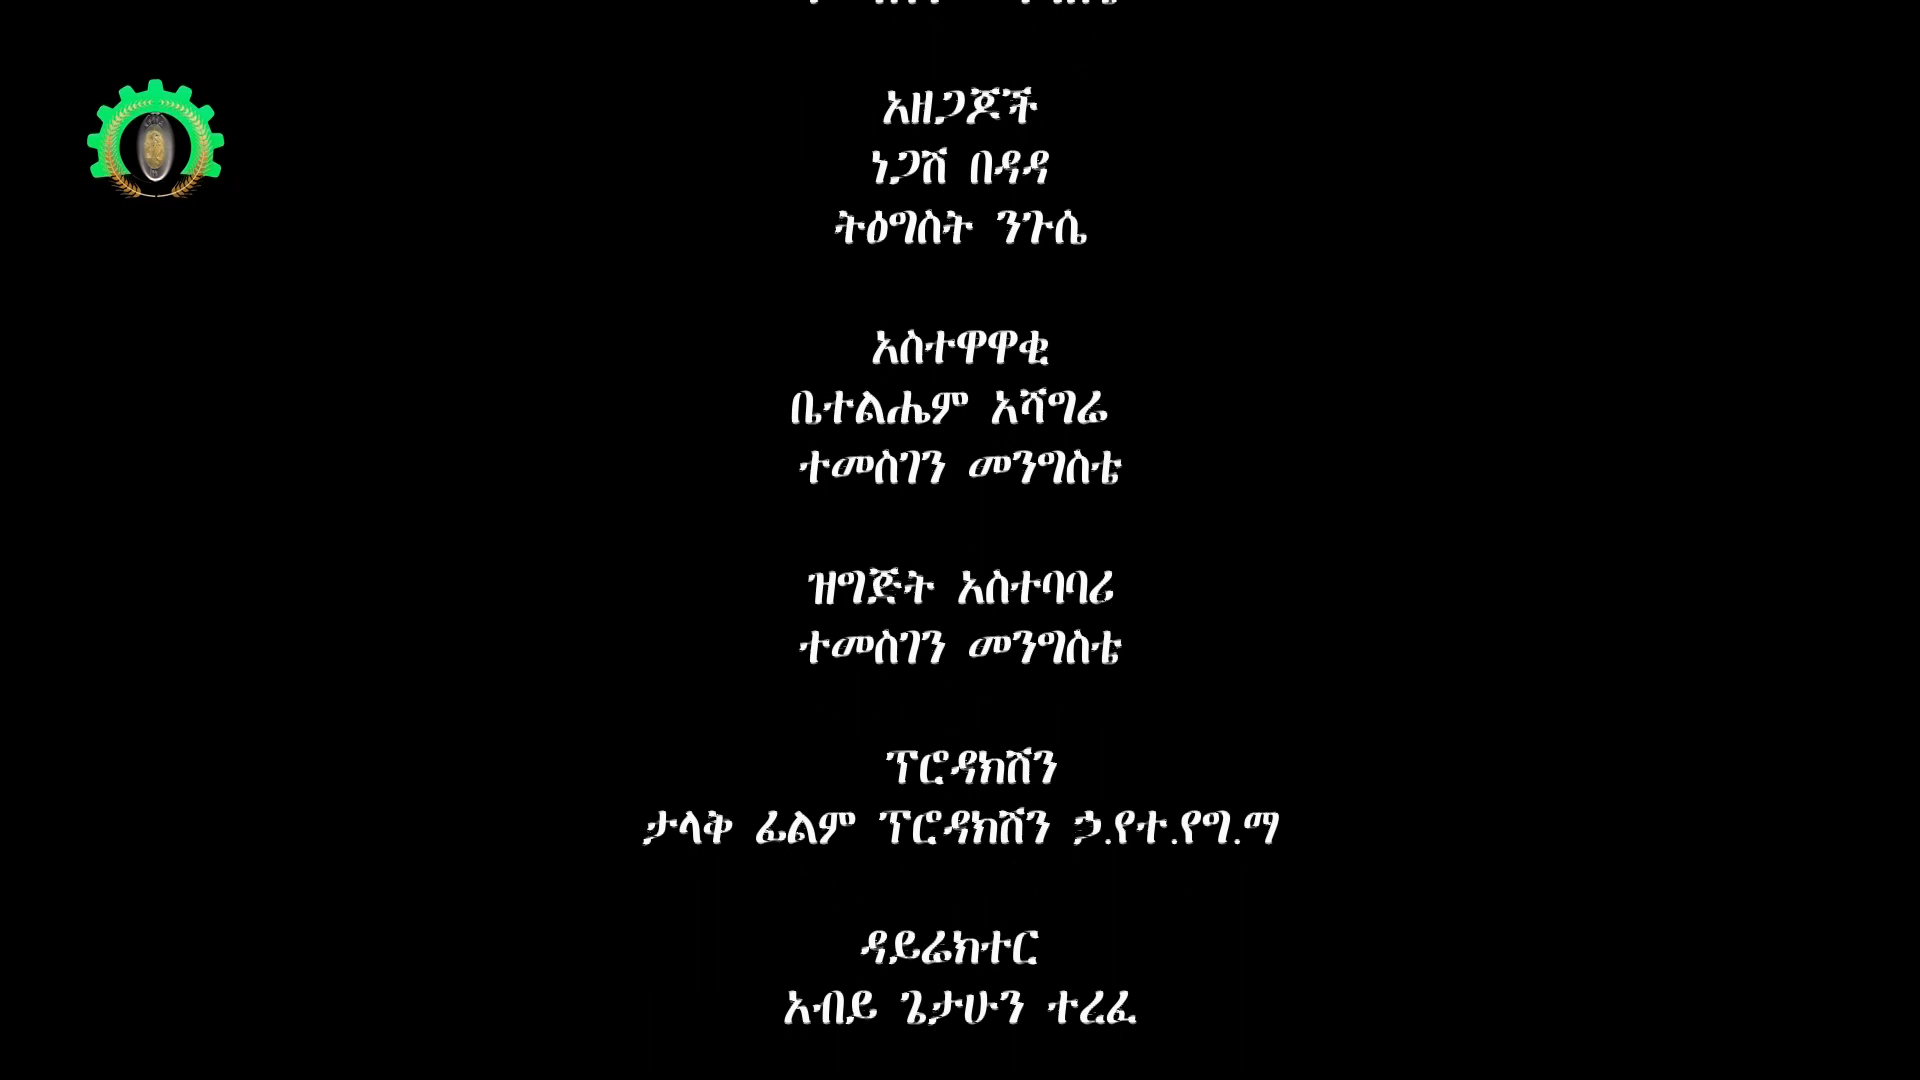 አዘጋጆች
ነጋሽ በዳዳ
ትዕግስት ንጉሴ
አስተዋዋቂ
ቤተልሔም አሻግሬ
ተመስገን መንግስቴ
ዝግጅት አስተባባሪ
ተመስገን መንግስቴ
ፕሮዳክሽን
ታላቅ ፊልም ፕሮዳክሽን ኃ.የተ.የግ.ማ
ዳይሬክተር
አብይ ጌታሁን ተረፈ